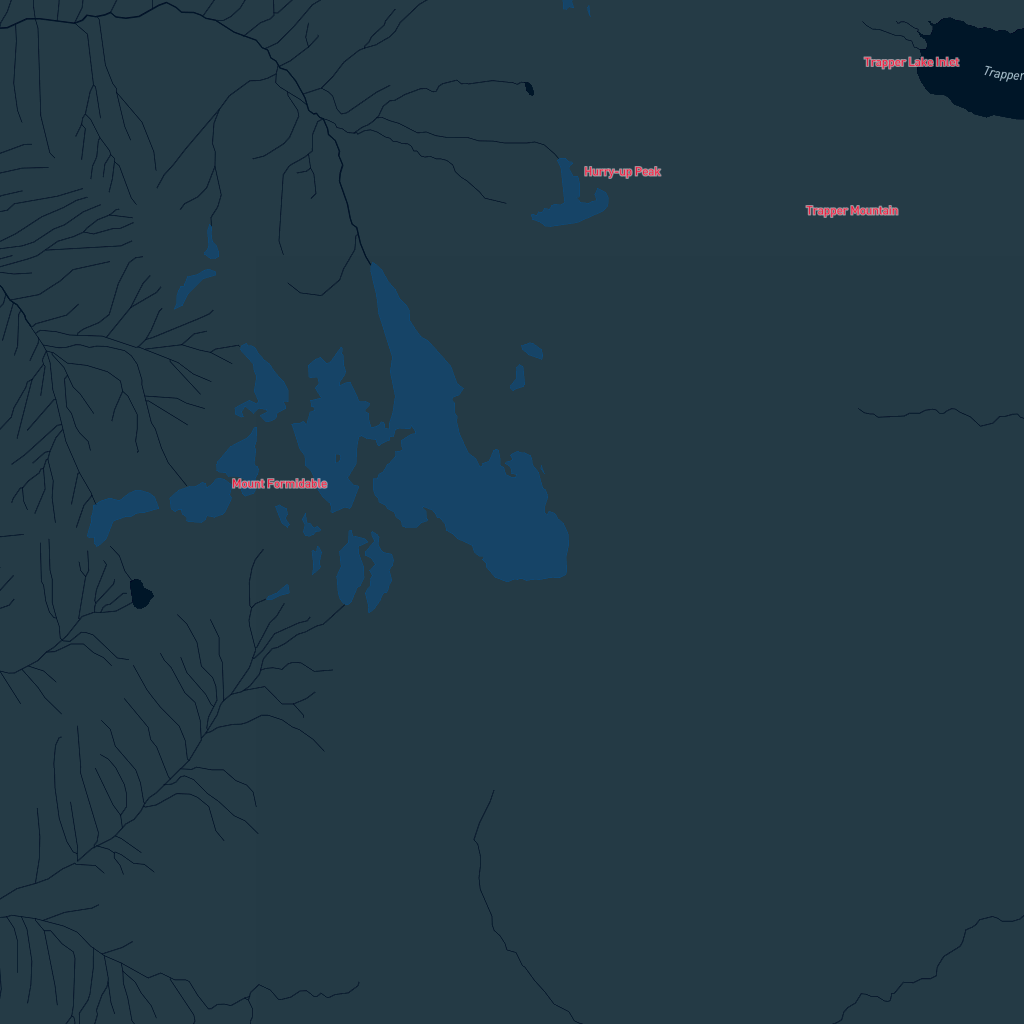 Trapper Lake Inlet
Trapper
Hurry-up Peak
Trapper Mountain
Mount Formidable